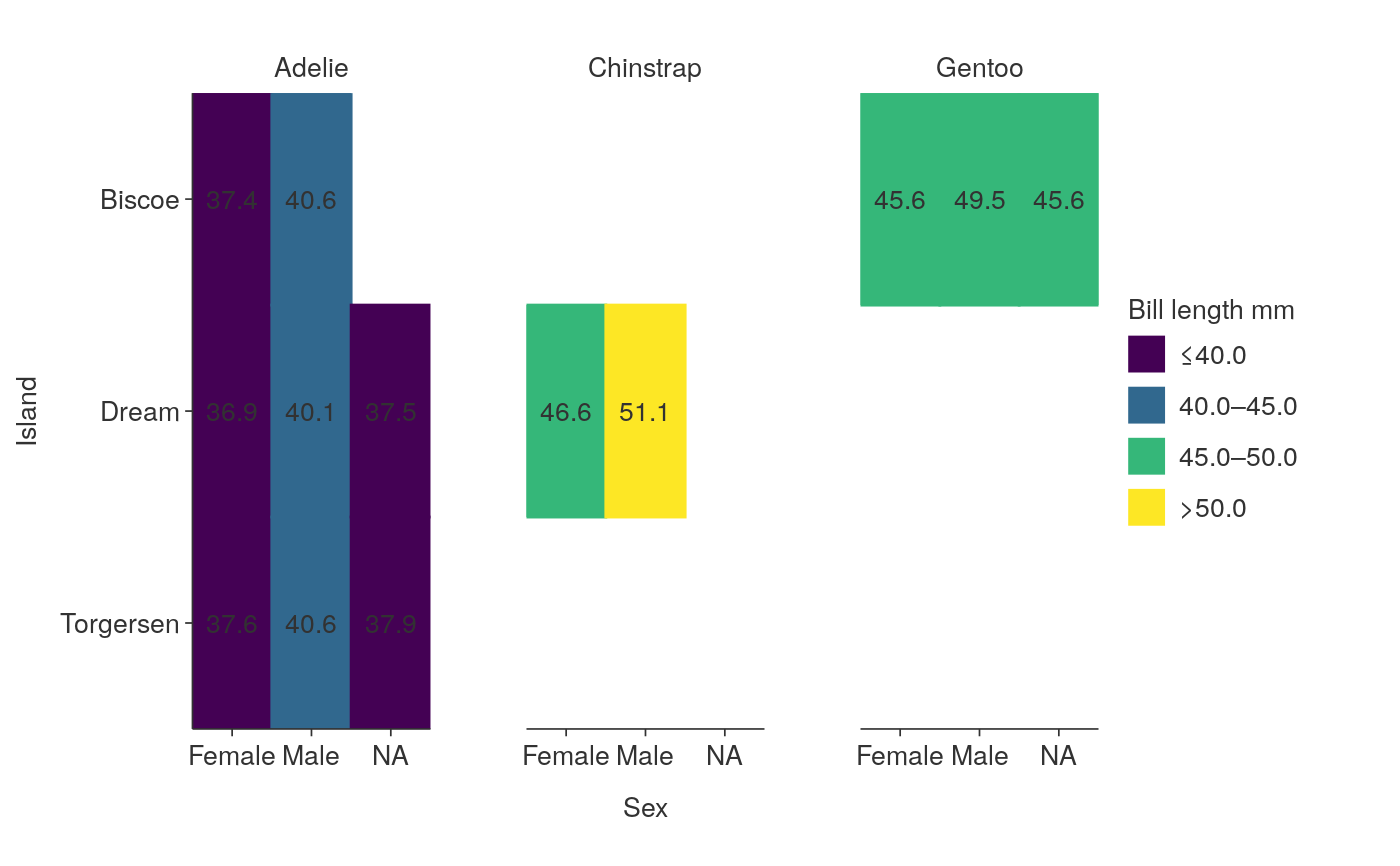 Adelie Chinstrap Gentoo
Biscoe 37.4 40.6 45.6 49.5 45.6
Bill length mm
≤40.0
Dream 36.9 40.1 37.5 46.6 51.1
40.0–45.0
45.0–50.0
>50.0
Island
Torgersen 37.6 40.6 37.9
Female Male NA Female Male NA Female Male NA
Sex